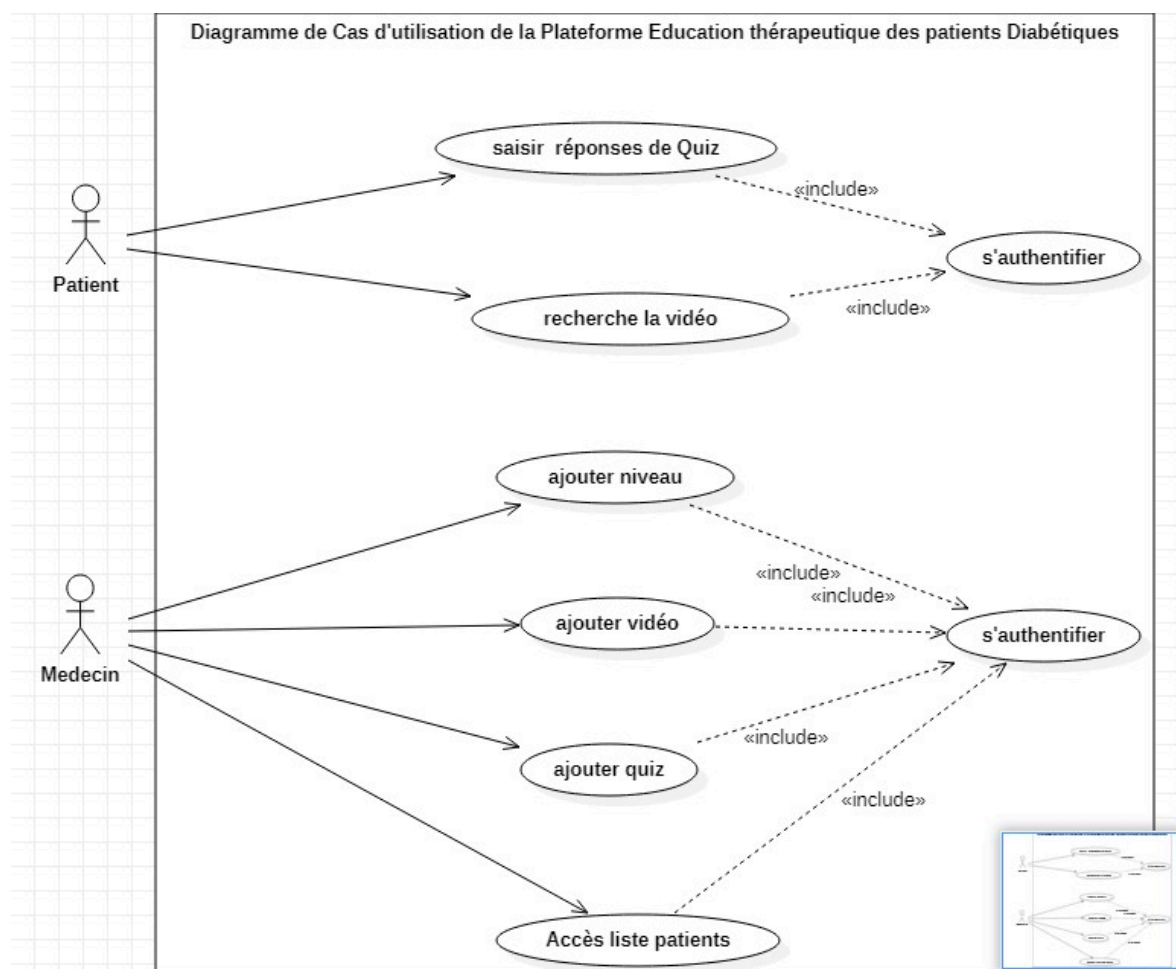 Diagramme de Cas d'utilisation de la Plateforme Education thérapeutique des patients Diabétiques
saisir réponses de Quiz
«include»
Patient
s'authentifier
recherche la vidéo
«include»
ajouter niveau
«include»
«include»
Medecin
ajouter vidéo
s'authentifier
«include»
ajouter quiz
«include»
Accès liste patients